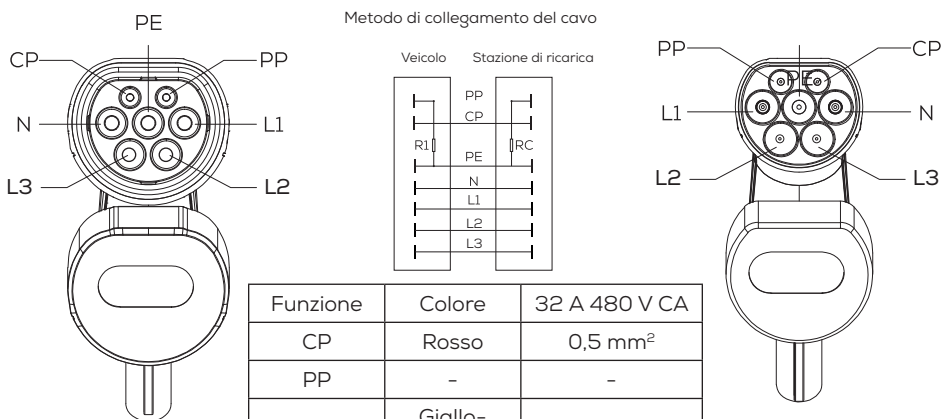 Metodo di collegamento del cavo
PE
CP PP
N L1
L3 L2
Veicolo Stazione di ricarica
PP
CP
R1 RC
PE
N
L1
L2
L3
PP CP
L1 N
L2 L3
Funzione Colore 32 A 480 V CA
CP Rosso 0,5 mm²
PP - -
Giallo-